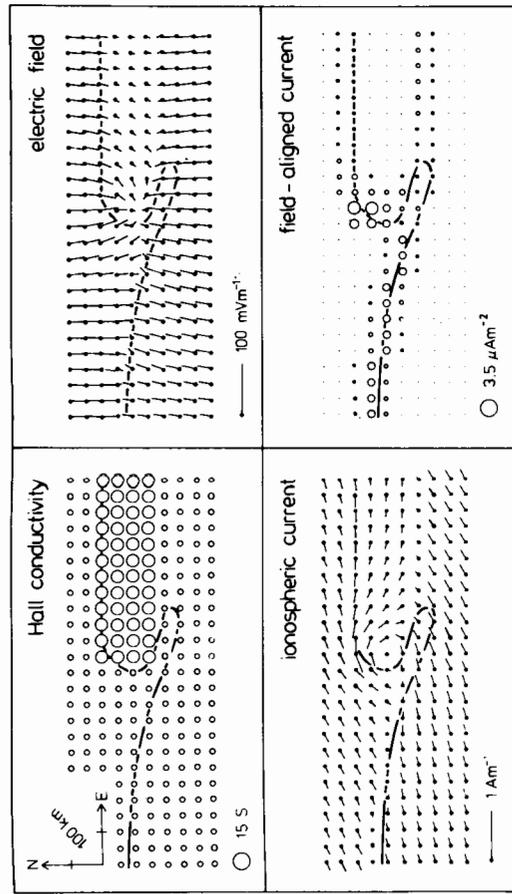 Hall conductivity
N
E
100 km
15 S
electric field
100 mVm⁻¹
ionospheric current
1 Am⁻¹
field-aligned current
3.5 μAm⁻²